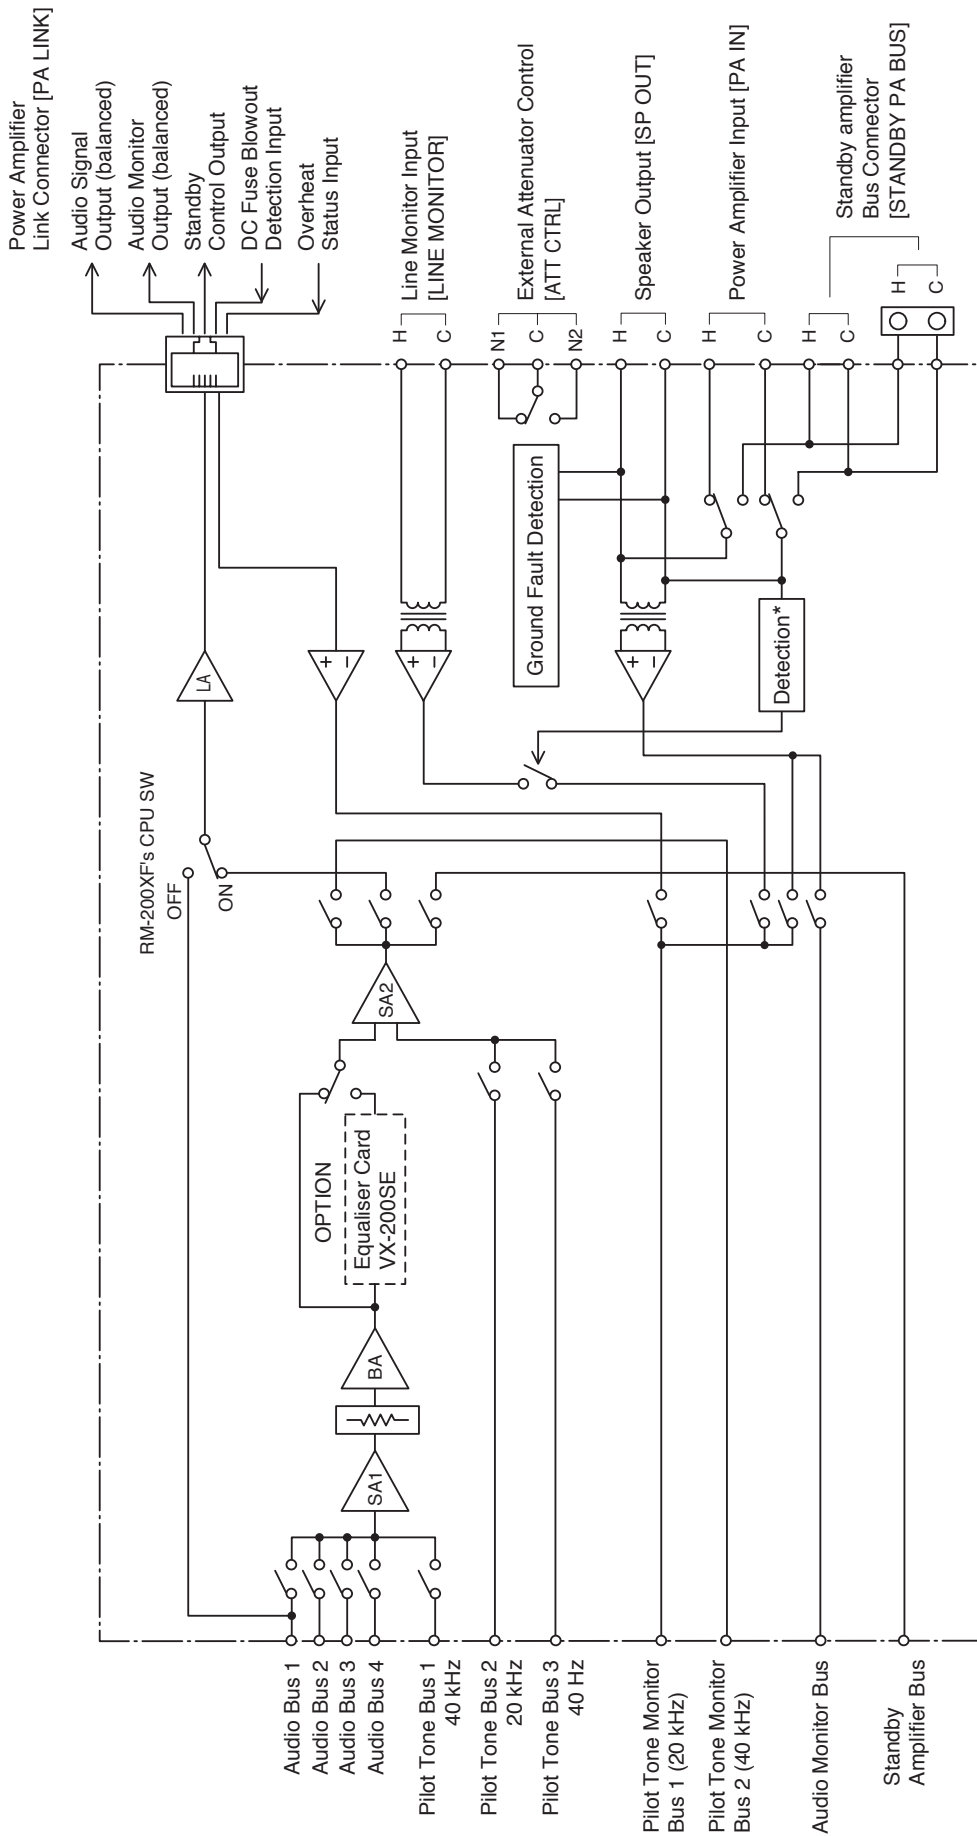 Audio Bus 1
Audio Bus 2
Audio Bus 3
Audio Bus 4
Pilot Tone Bus 1
40 kHz
Pilot Tone Bus 2
20 kHz
Pilot Tone Bus 3
40 Hz
Pilot Tone Monitor
Bus 1 (20 kHz)
Pilot Tone Monitor
Bus 2 (40 kHz)
Audio Monitor Bus
Standby
Amplifier Bus
SA1
BA
OPTION
Equaliser Card
VX-200SE
SA2
RM-200XF's CPU SW
OFF
ON
LA
+
−
+
−
+
−
Ground Fault Detection
Detection*
Power Amplifier
Link Connector [PA LINK]
Audio Signal
Output (balanced)
Audio Monitor
Output (balanced)
Standby
Control Output
DC Fuse Blowout
Detection Input
Overheat
Status Input
H
C
Line Monitor Input
[LINE MONITOR]
N1
C
N2
External Attenuator Control
[ATT CTRL]
H
C
Speaker Output [SP OUT]
H
C
Power Amplifier Input [PA IN]
H
C
H
C
Standby amplifier
Bus Connector
[STANDBY PA BUS]